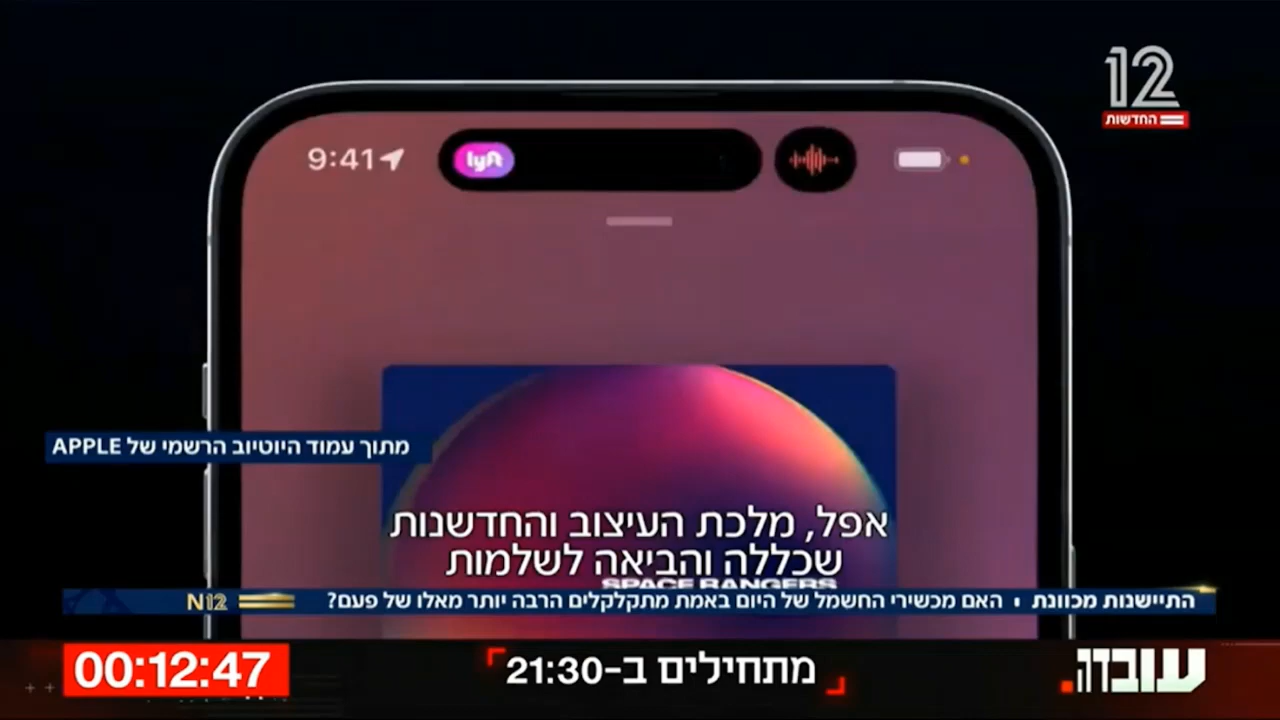 12
החדשות
9:41
lyft
מתוך עמוד היוטיוב הרשמי של APPLE
אפל, מלכת העיצוב והחדשנות
שכללה והביאה לשלמות
SPACE RANGERS
התיישנות מכוונת ו האם מכשירי החשמל של היום באמת מתקלקלים הרבה יותר מאלו של פעם? N12
עובדה.
מתחילים ב-21:30
00:12:47